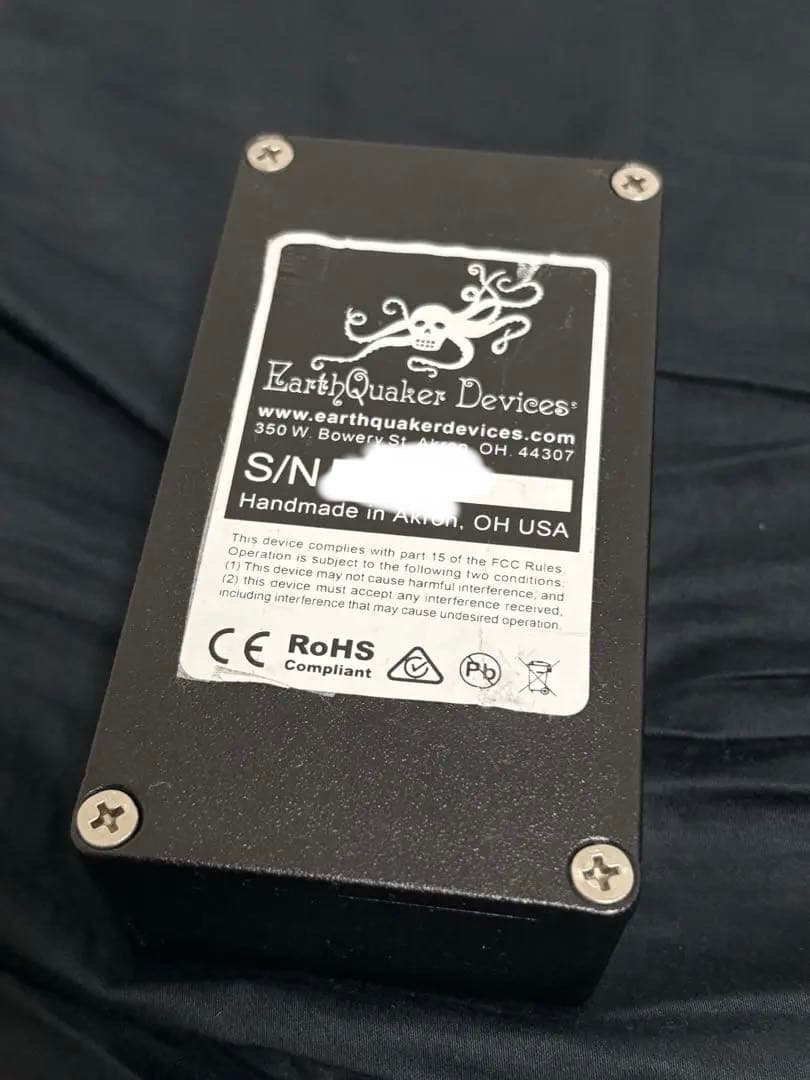 EarthQuaker Devices®
www.earthquakerdevices.com
350 W. Bowery St. Akron, OH. 44307
S/N
Handmade in Akron, OH USA
This device complies with part 15 of the FCC Rules.
Operation is subject to the following two conditions:
(1) This device may not cause harmful interference, and
(2) this device must accept any interference received,
including interference that may cause undesired operation.
CE RoHS
Compliant
Pb